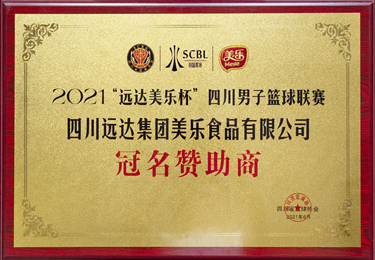 SCBL
美乐
Meile
2021“远达美乐杯”四川男子篮球联赛
四川远达集团美乐食品有限公司
冠名赞助商
2021年6月